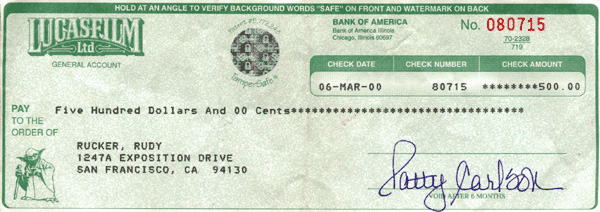 HOLD AT AN ANGLE TO VERIFY BACKGROUND WORDS "SAFE" ON FRONT AND WATERMARK ON BACK
LUCASFILM
Ltd
GENERAL ACCOUNT
TamperSafe
BANK OF AMERICA
Bank of America Illinois
Chicago, Illinois 60697
No. 080715
70-2328
719
CHECK DATE CHECK NUMBER CHECK AMOUNT
06-MAR-00 80715 ********500.00
PAY
TO THE
ORDER OF
Five Hundred Dollars And 00 Cents**********************************
RUCKER, RUDY
1247A EXPOSITION DRIVE
SAN FRANCISCO, CA 94130
Patty Carlson
VOID AFTER 6 MONTHS